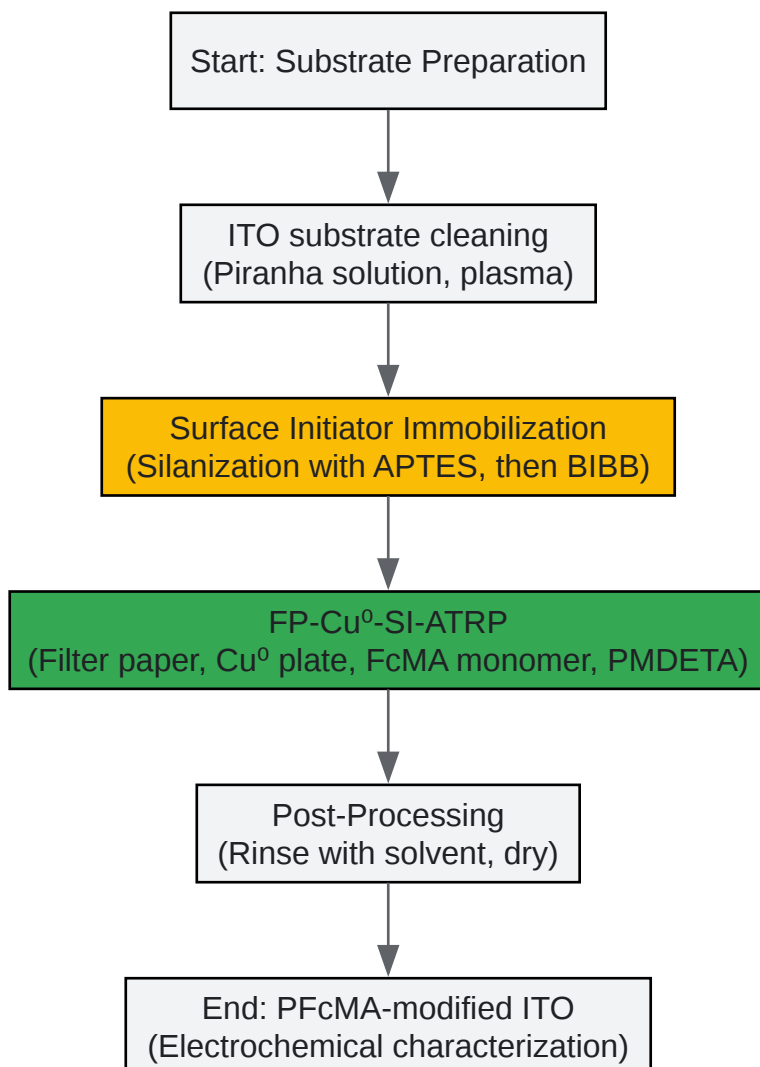 Start: Substrate Preparation
ITO substrate cleaning
(Piranha solution, plasma)
Surface Initiator Immobilization
(Silanization with APTES, then BIBB)
FP-Cu⁰-SI-ATRP
(Filter paper, Cu⁰ plate, FcMA monomer, PMDETA)
Post-Processing
(Rinse with solvent, dry)
End: PFcMA-modified ITO
(Electrochemical characterization)